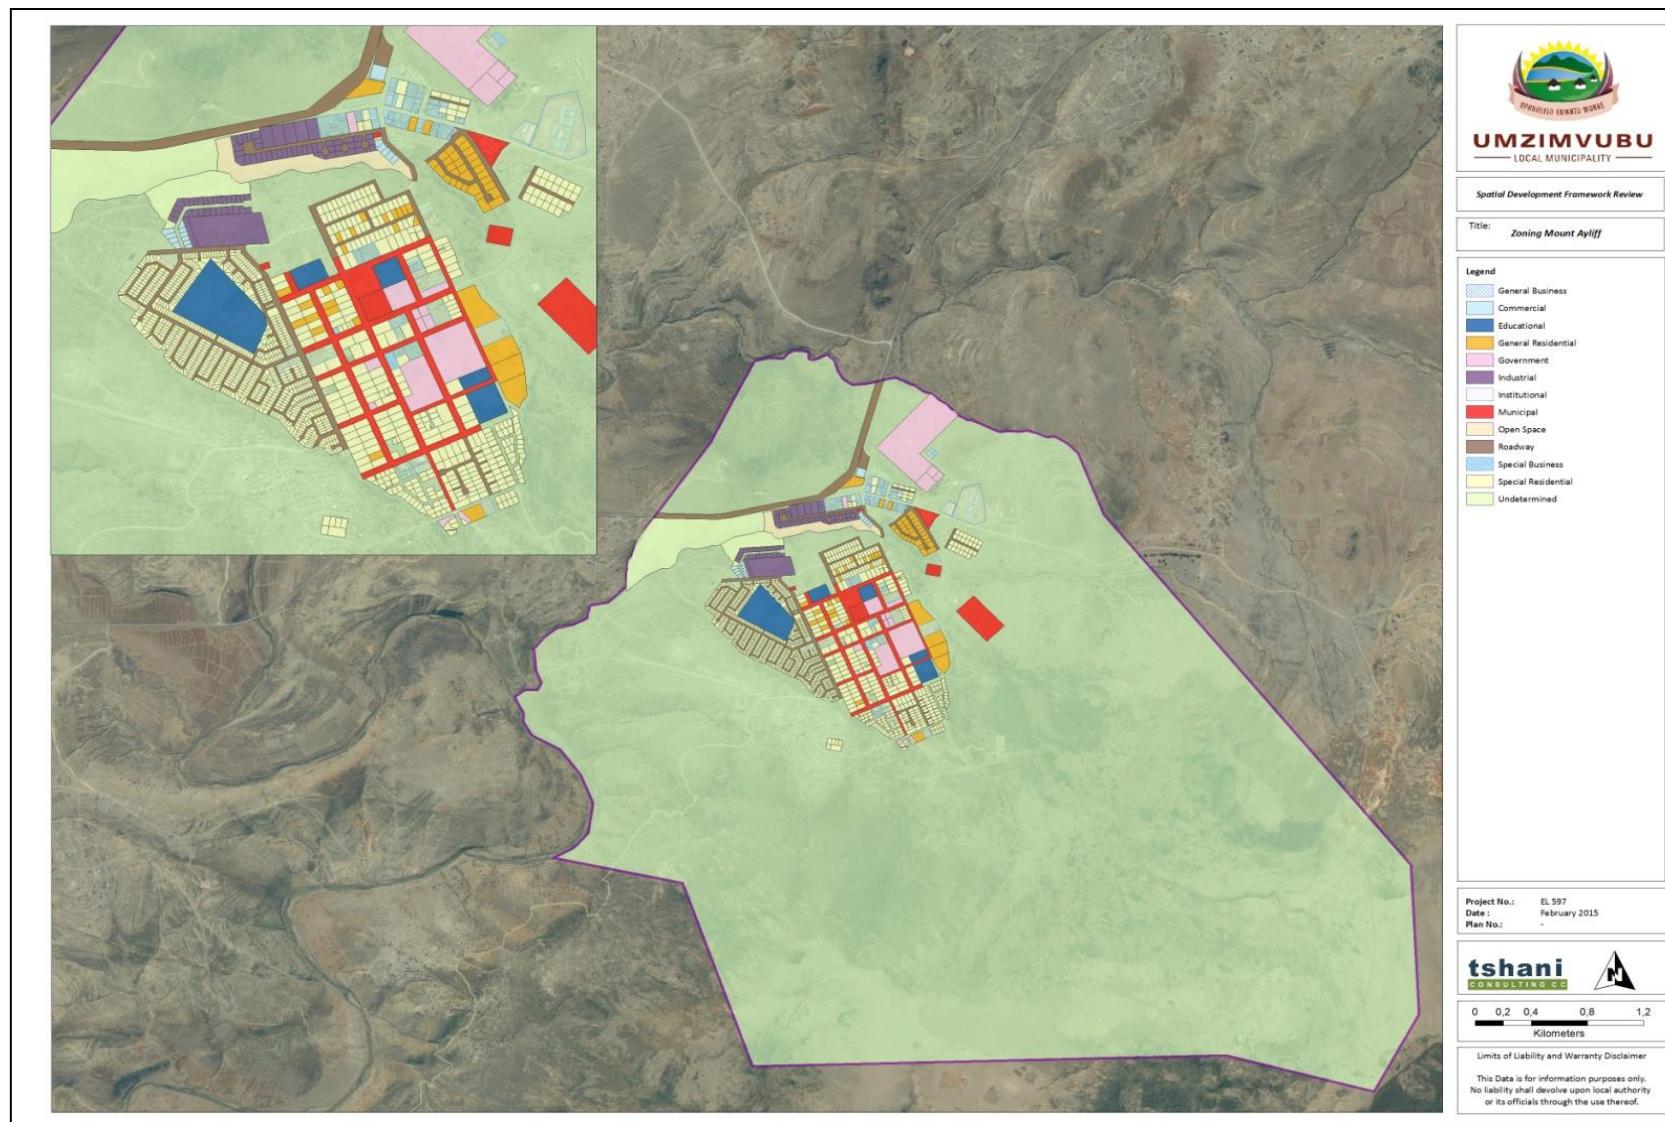 UMZIMVUBU
LOCAL MUNICIPALITY
Spatial Development Framework Review
Title: Zoning Mount Ayliff
Legend
General Business
Commercial
Educational
General Residential
Government
Industrial
Institutional
Municipal
Open Space
Roadway
Special Business
Special Residential
Undetermined
Project No.: EL 597
Date : February 2015
Plan No.: -
tshani
CONSULTING CC
N
0 0,2 0,4 0,8 1,2
Kilometers
Limits of Liability and Warranty Disclaimer
This Data is for information purposes only.
No liability shall devolve upon local authority
or its officials through the use thereof.